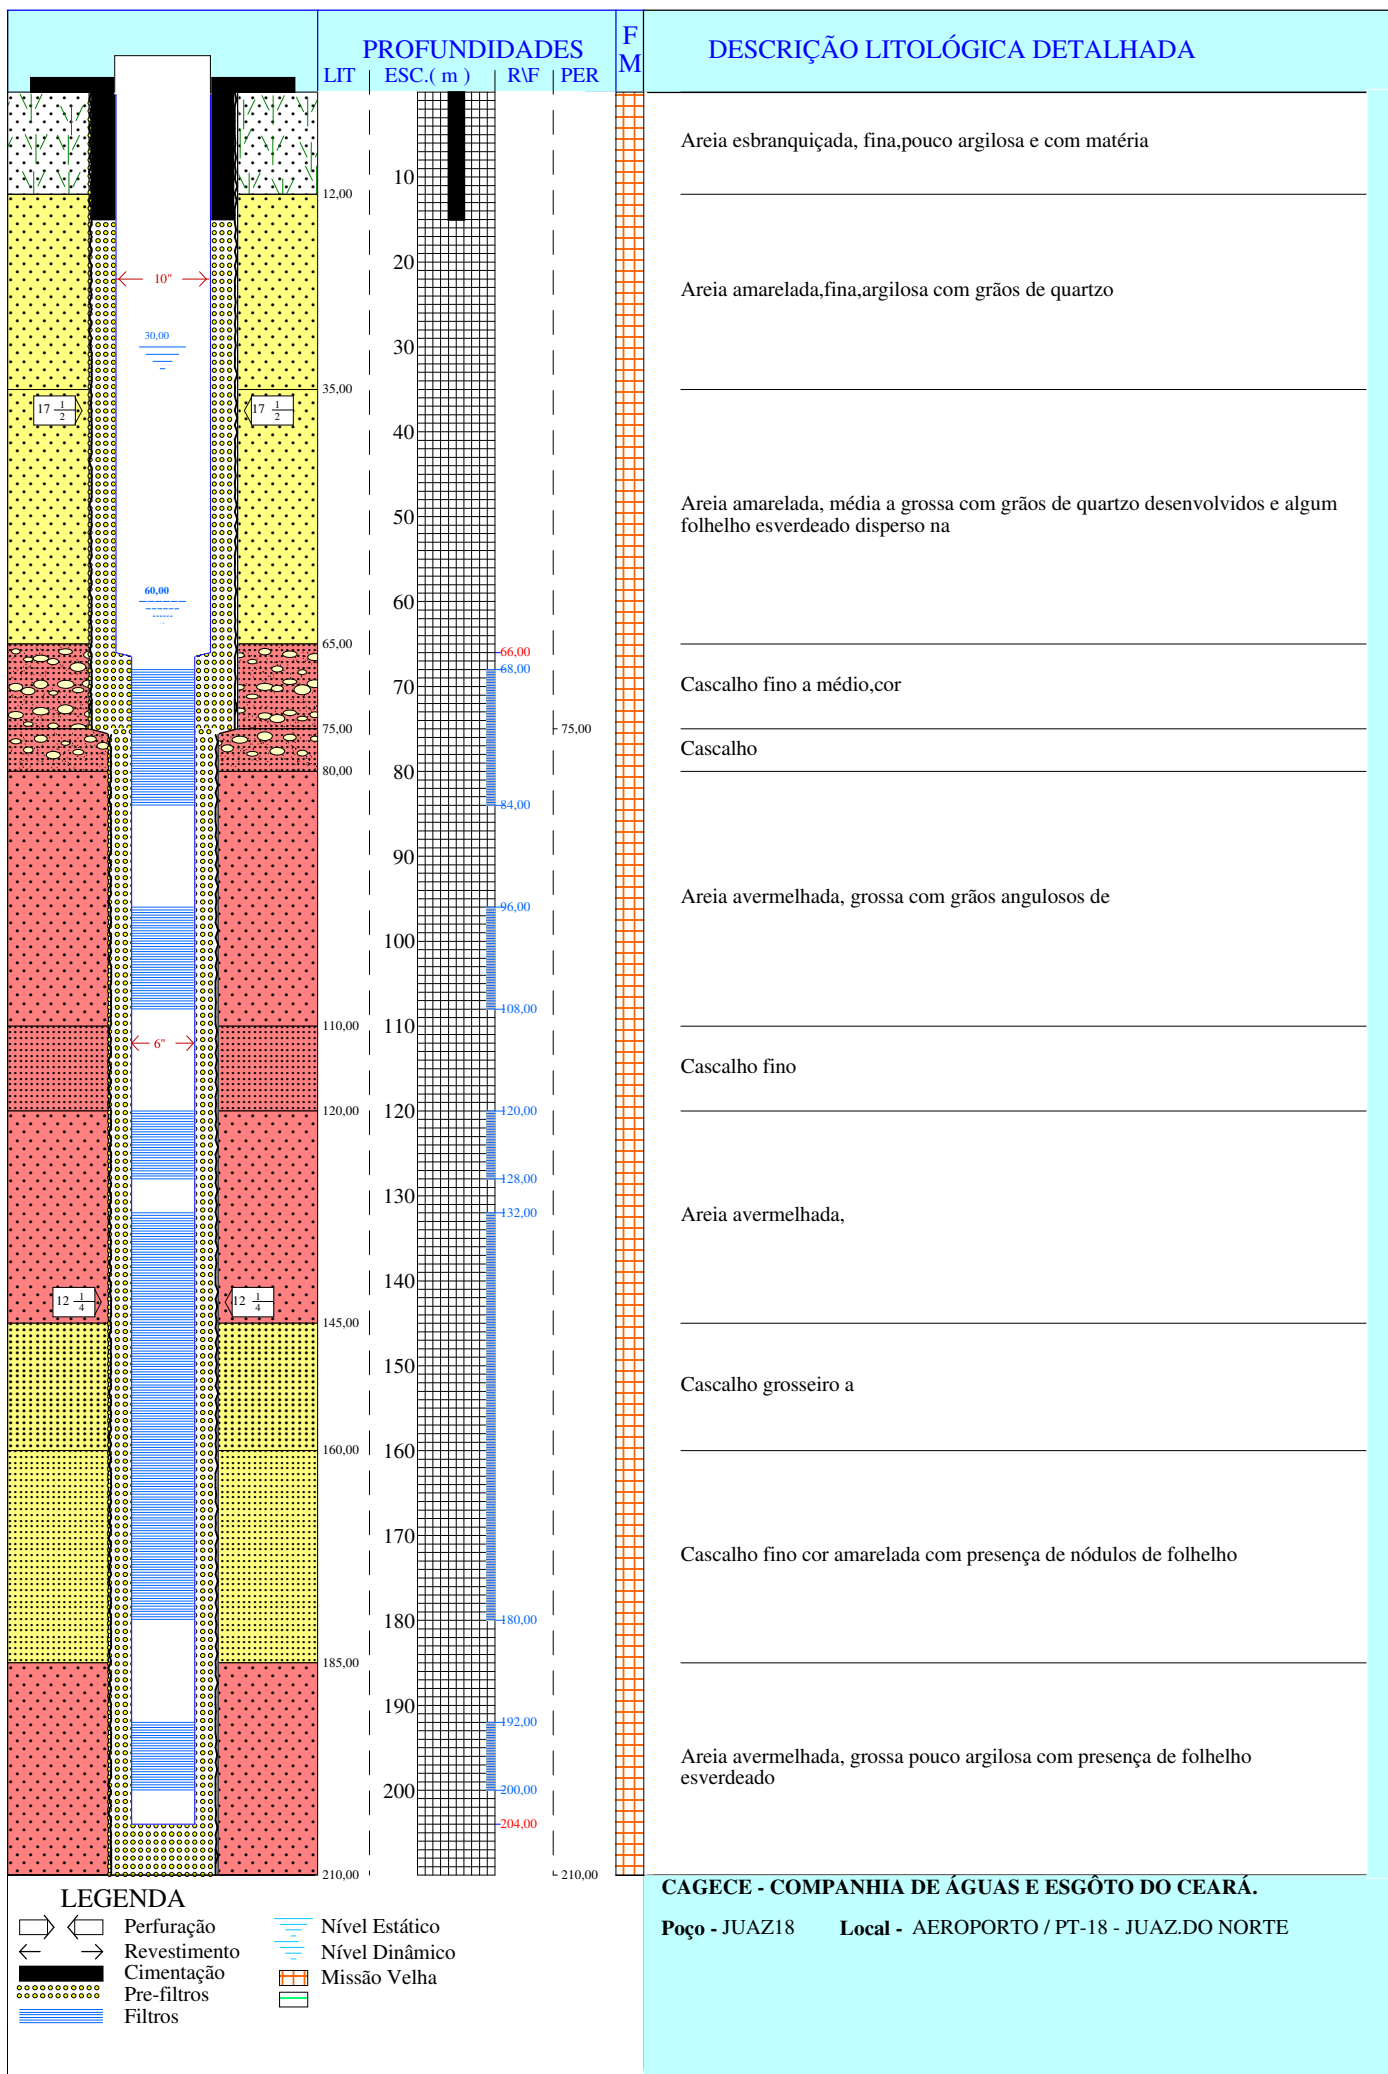 PROFUNDIDADES
LIT ESC.( m ) R\F PER
F
M
DESCRIÇÃO LITOLÓGICA DETALHADA
Areia esbranquiçada, fina,pouco argilosa e com matéria
10
12,00
20
10"
Areia amarelada,fina,argilosa com grãos de quartzo
30,00
30
35,00
17 1/2
17 1/2
40
Areia amarelada, média a grossa com grãos de quartzo desenvolvidos e algum
folhelho esverdeado disperso na
50
60,00
60
65,00
66,00
68,00
70
Cascalho fino a médio,cor
75,00
75,00
Cascalho
80,00
80
84,00
90
Areia avermelhada, grossa com grãos angulosos de
96,00
100
108,00
110,00
110
6"
Cascalho fino
120,00
120
120,00
128,00
130
132,00
Areia avermelhada,
140
12 1/4
12 1/4
145,00
150
Cascalho grosseiro a
160,00
160
170
Cascalho fino cor amarelada com presença de nódulos de folhelho
180
180,00
185,00
190
192,00
Areia avermelhada, grossa pouco argilosa com presença de folhelho
esverdeado
200
200,00
204,00
210,00
210,00
LEGENDA
Perfuração
Revestimento
Cimentação
Pre-filtros
Filtros
Nível Estático
Nível Dinâmico
Missão Velha
CAGECE - COMPANHIA DE ÁGUAS E ESGÔTO DO CEARÁ.
Poço - JUAZ18 Local - AEROPORTO / PT-18 - JUAZ.DO NORTE